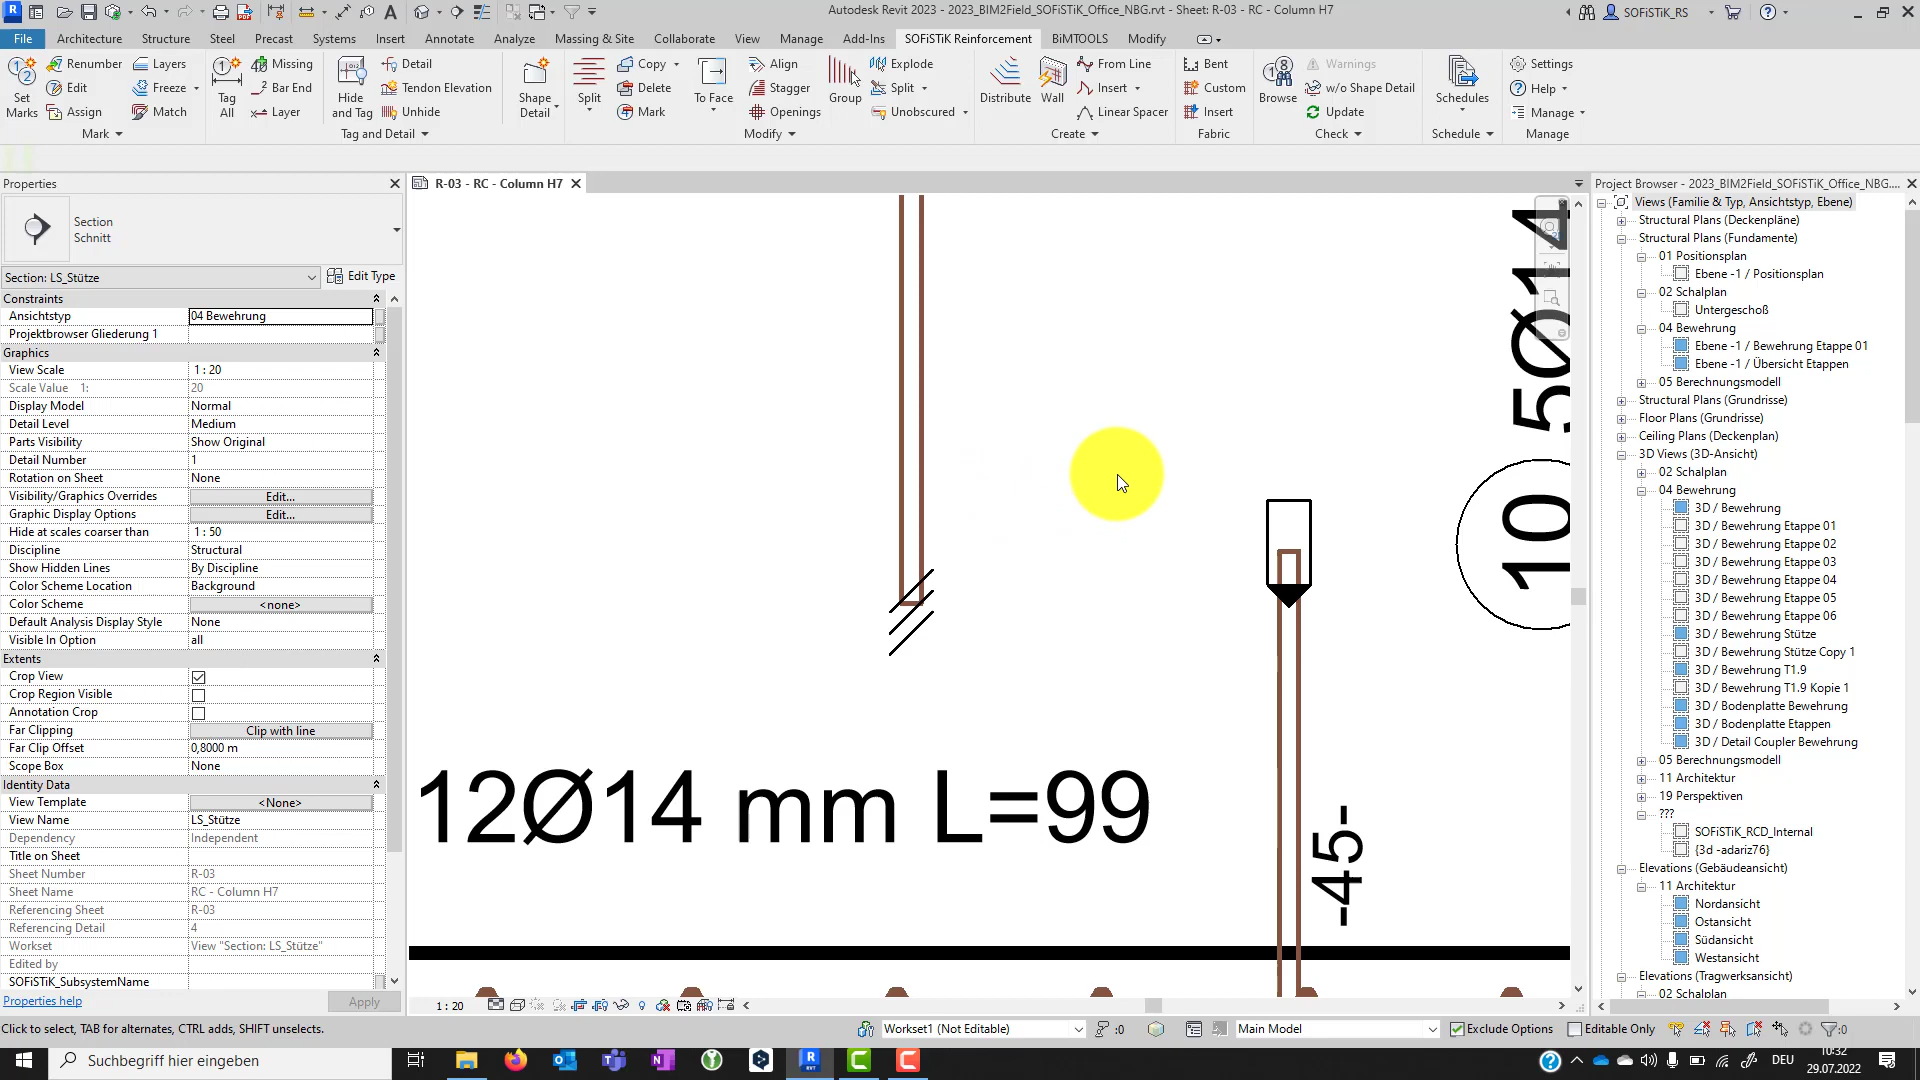 Autodesk Revit 2023 - 2023_BIM2Field_SOFiSTiK_Office_NBG.rvt - Sheet: R-03 - RC - Column H7
SOFiSTiK_RS
File Architecture Structure Steel Precast Systems Insert Annotate Analyze Massing & Site Collaborate View Manage Add-Ins SOFiSTiK Reinforcement BiMTOOLS Modify
Set Marks
Renumber
Edit
Assign
Layers
Freeze
Match
Mark
Tag All
Missing
Bar End
Layer
Hide and Tag
Detail
Tendon Elevation
Unhide
Tag and Detail
Shape Detail
Split
Copy
Delete
Mark
To Face
Align
Stagger
Openings
Group
Explode
Split
Unobscured
Modify
Distribute
Wall
From Line
Insert
Linear Spacer
Create
Bent
Custom
Insert
Fabric
Browse
Warnings
w/o Shape Detail
Update
Check
Schedules
Schedule
Settings
Help
Manage
Manage
Properties
Section
Schnitt
Section: LS_Stütze
Edit Type
Constraints
Ansichtstyp 04 Bewehrung
Projektbrowser Gliederung 1
Graphics
View Scale 1 : 20
Scale Value 1: 20
Display Model Normal
Detail Level Medium
Parts Visibility Show Original
Detail Number 1
Rotation on Sheet None
Visibility/Graphics Overrides Edit...
Graphic Display Options Edit...
Hide at scales coarser than 1 : 50
Discipline Structural
Show Hidden Lines By Discipline
Color Scheme Location Background
Color Scheme <none>
Default Analysis Display Style None
Visible In Option all
Extents
Crop View
Crop Region Visible
Annotation Crop
Far Clipping Clip with line
Far Clip Offset 0,8000 m
Scope Box None
Identity Data
View Template <None>
View Name LS_Stütze
Dependency Independent
Title on Sheet
Sheet Number R-03
Sheet Name RC - Column H7
Referencing Sheet R-03
Referencing Detail 4
Workset View "Section: LS_Stütze"
Edited by
SOFiSTiK_SubsystemName
Properties help
Apply
R-03 - RC - Column H7
12Ø14 mm L=99
-45-
10 5Ø14
1 : 20
Project Browser - 2023_BIM2Field_SOFiSTiK_Office_NBG....
Views (Familie & Typ, Ansichtstyp, Ebene)
Structural Plans (Deckenpläne)
Structural Plans (Fundamente)
01 Positionsplan
Ebene -1 / Positionsplan
02 Schalplan
Untergeschoß
04 Bewehrung
Ebene -1 / Bewehrung Etappe 01
Ebene -1 / Übersicht Etappen
05 Berechnungsmodell
Structural Plans (Grundrisse)
Floor Plans (Grundrisse)
Ceiling Plans (Deckenplan)
3D Views (3D-Ansicht)
02 Schalplan
04 Bewehrung
3D / Bewehrung
3D / Bewehrung Etappe 01
3D / Bewehrung Etappe 02
3D / Bewehrung Etappe 03
3D / Bewehrung Etappe 04
3D / Bewehrung Etappe 05
3D / Bewehrung Etappe 06
3D / Bewehrung Stütze
3D / Bewehrung Stütze Copy 1
3D / Bewehrung T1.9
3D / Bewehrung T1.9 Kopie 1
3D / Bodenplatte Bewehrung
3D / Bodenplatte Etappen
3D / Detail Coupler Bewehrung
05 Berechnungsmodell
11 Architektur
19 Perspektiven
???
SOFiSTiK_RCD_Internal
{3d -adariz76}
Elevations (Gebäudeansicht)
11 Architektur
Nordansicht
Ostansicht
Südansicht
Westansicht
Elevations (Tragwerksansicht)
02 Schalplan
Click to select, TAB for alternates, CTRL adds, SHIFT unselects.
Workset1 (Not Editable)
:0
Main Model
Exclude Options
Editable Only
:0
Suchbegriff hier eingeben
DEU
10:32
29.07.2022